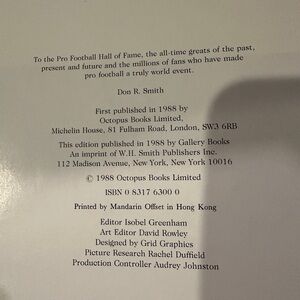 To the Pro Football Hall of Fame, the all-time greats of the past,
present and future and the millions of fans who have made
pro football a truly world event.
Don R. Smith
First published in 1988 by
Octopus Books Limited,
Michelin House, 81 Fulham Road, London, SW3 6RB
This edition published in 1988 by Gallery Books
An imprint of W.H. Smith Publishers Inc.
112 Madison Avenue, New York, New York 10016
© 1988 Octopus Books Limited
ISBN 0 8317 6300 0
Printed by Mandarin Offset in Hong Kong
Editor Isobel Greenham
Art Editor David Rowley
Designed by Grid Graphics
Picture Research Rachel Duffield
Production Controller Audrey Johnston